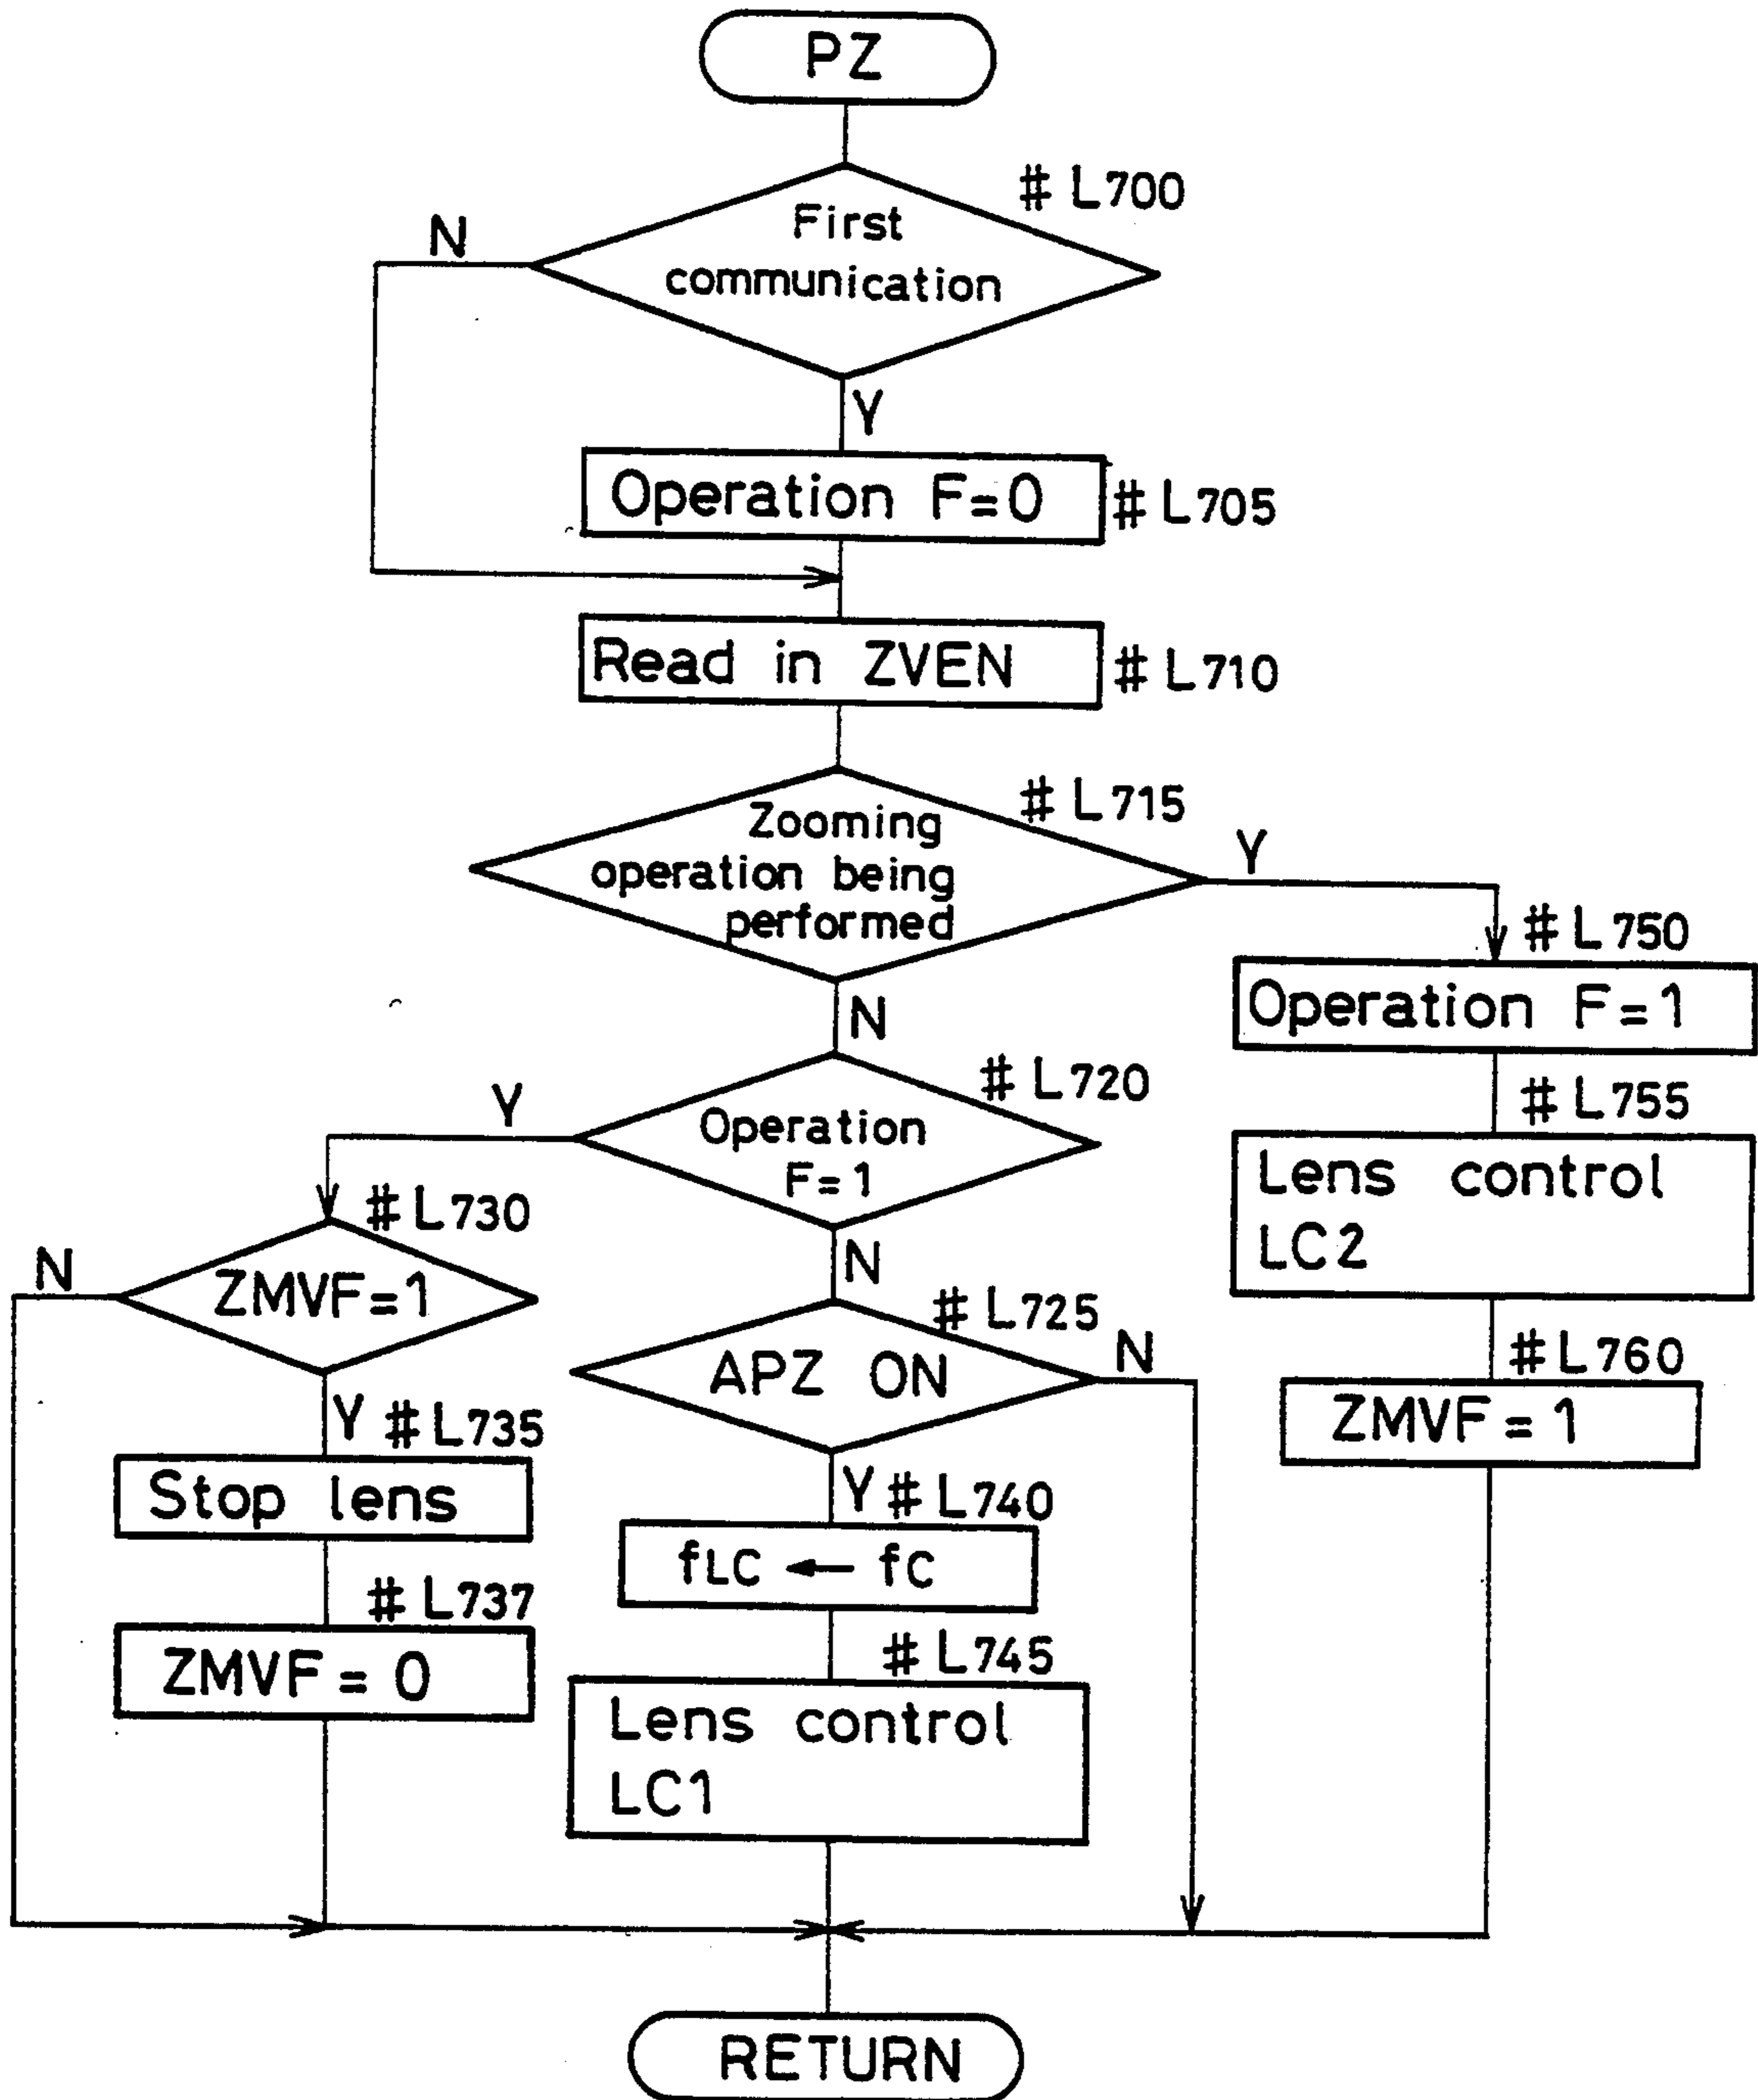 PZ
# L700
First
communication
N
Y
Operation F=0
# L705
Read in ZVEN
# L710
# L715
Zooming
operation being
performed
Y
N
# L750
Operation F=1
# L720
Y
Operation
F=1
N
# L755
Lens control
LC2
# L730
N
ZMVF=1
# L725
APZ ON
N
# L760
ZMVF=1
Y # L735
Stop lens
Y # L740
fLC ← fC
# L737
ZMVF=0
# L745
Lens control
LC1
RETURN